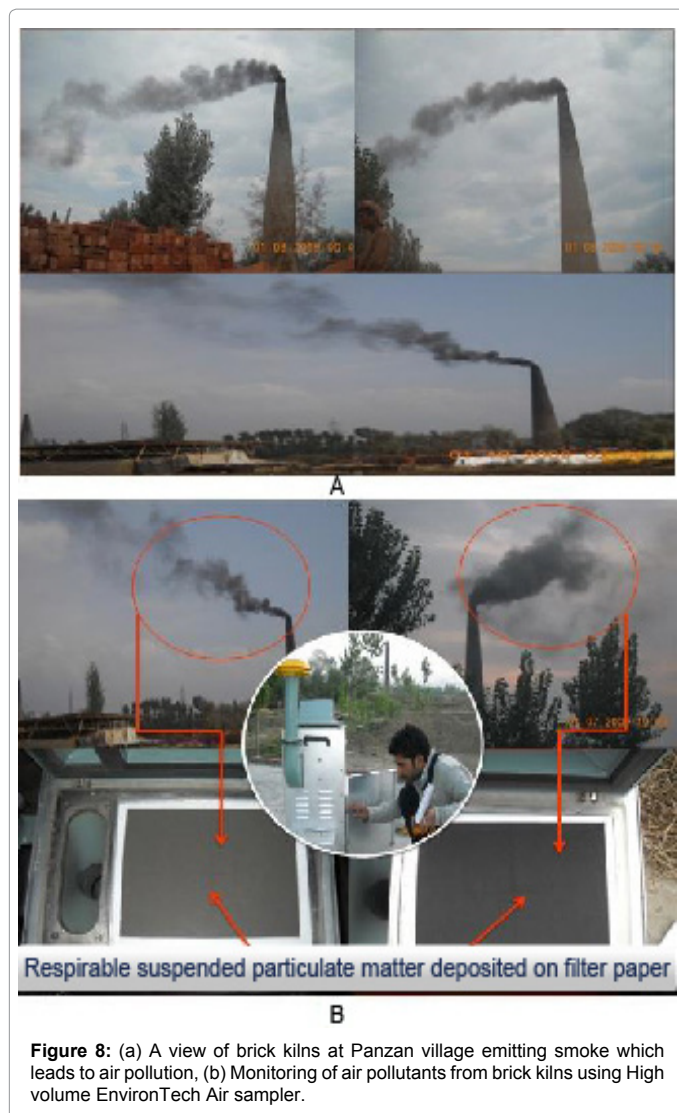 A
Respirable suspended particulate matter deposited on filter paper
B
Figure 8: (a) A view of brick kilns at Panzan village emitting smoke which
leads to air pollution, (b) Monitoring of air pollutants from brick kilns using High
volume EnvironTech Air sampler.